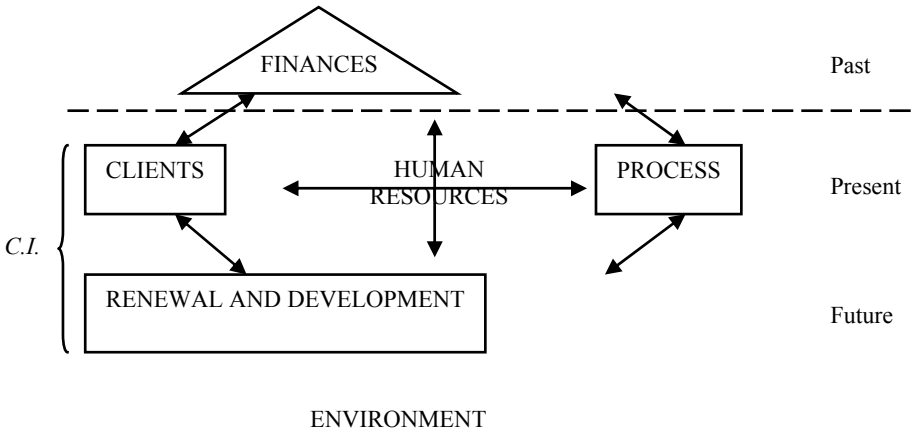 FINANCES
Past
CLIENTS
HUMAN
RESOURCES
PROCESS
Present
C.I.
RENEWAL AND DEVELOPMENT
Future
ENVIRONMENT